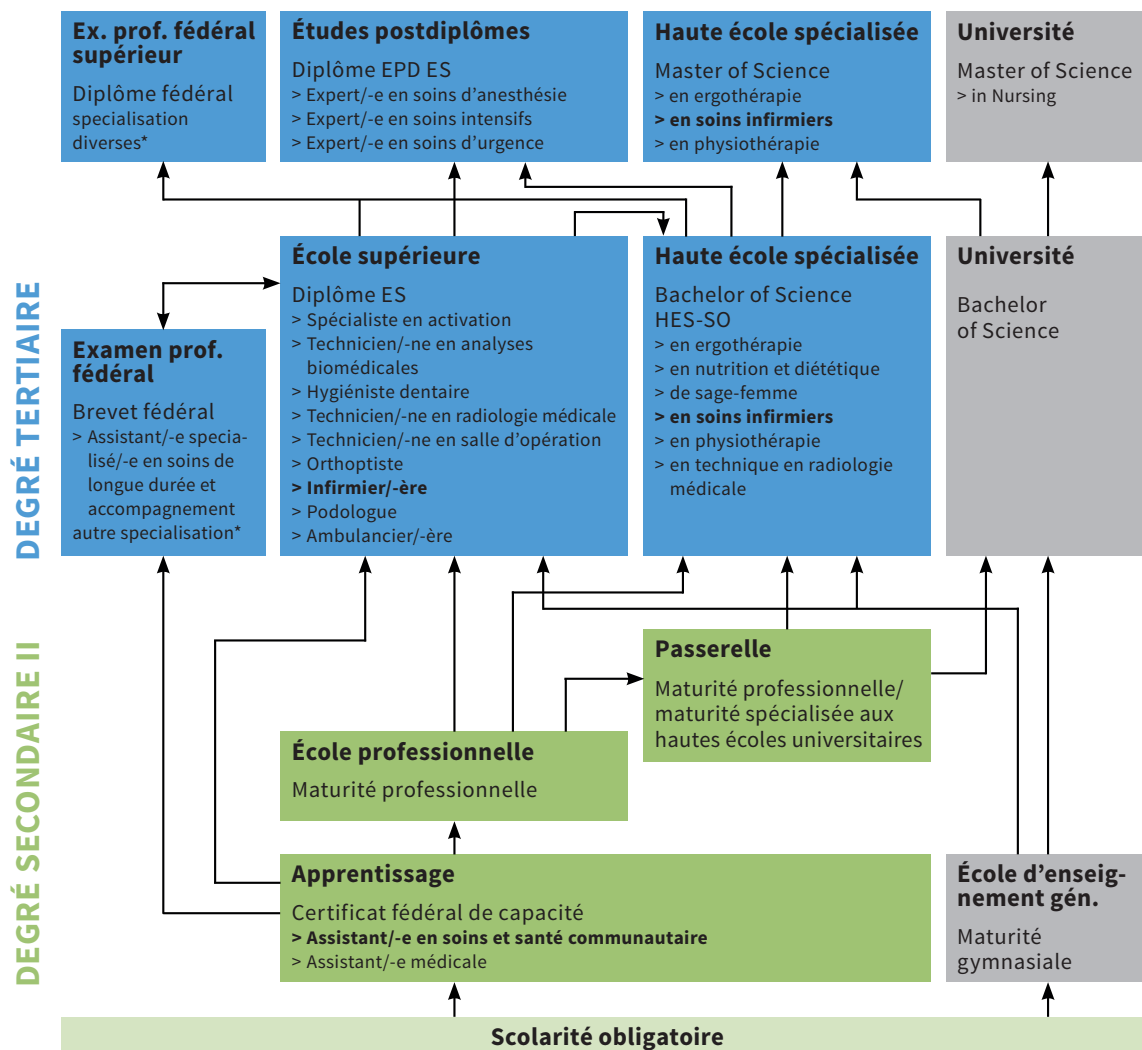 Ex. prof. fédéral
supérieur
Diplôme fédéral
specialisation
diverses*
Études postdiplômes
Diplôme EPD ES
> Expert/-e en soins d’anesthésie
> Expert/-e en soins intensifs
> Expert/-e en soins d’urgence
Haute école spécialisée
Master of Science
> en ergothérapie
> en soins infirmiers
> en physiothérapie
Université
Master of Science
> in Nursing
DEGRÉ TERTIAIRE
Examen prof.
fédéral
Brevet fédéral
> Assistant/-e specia-
lisé/-e en soins de
longue durée et
accompagnement
autre specialisation*
École supérieure
Diplôme ES
> Spécialiste en activation
> Technicien/-ne en analyses
biomédicales
> Hygiéniste dentaire
> Technicien/-ne en radiologie médicale
> Technicien/-ne en salle d’opération
> Orthoptiste
> Infirmier/-ère
> Podologue
> Ambulancier/-ère
Haute école spécialisée
Bachelor of Science
HES-SO
> en ergothérapie
> en nutrition et diététique
> de sage-femme
> en soins infirmiers
> en physiothérapie
> en technique en radiologie
médicale
Université
Bachelor
of Science
DEGRÉ SECONDAIRE II
Passerelle
Maturité professionnelle/
maturité spécialisée aux
hautes écoles universitaires
École professionnelle
Maturité professionnelle
Apprentissage
Certificat fédéral de capacité
> Assistant/-e en soins et santé communautaire
> Assistant/-e médicale
École d’enseig-
nement gén.
Maturité
gymnasiale
Scolarité obligatoire